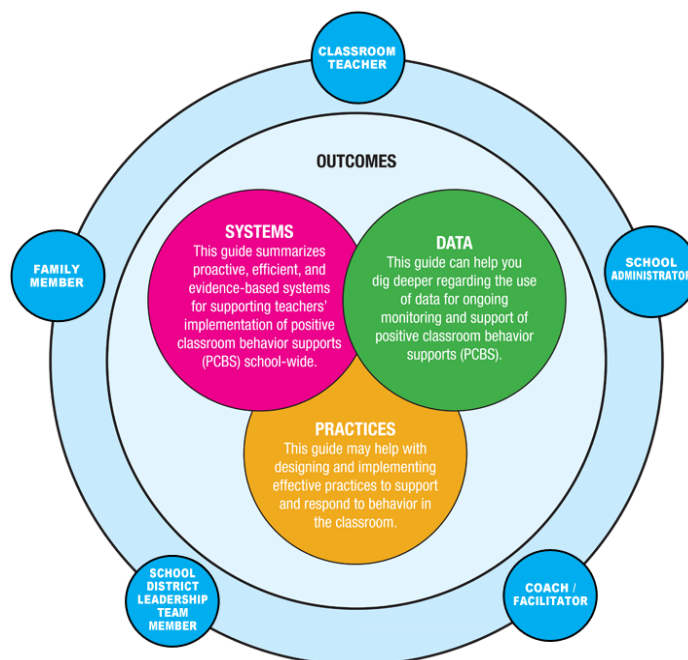 CLASSROOM
TEACHER
OUTCOMES
SYSTEMS
This guide summarizes
proactive, efficient, and
evidence-based systems
for supporting teachers'
implementation of positive
classroom behavior supports
(PCBS) school-wide.
DATA
This guide can help you
dig deeper regarding the use
of data for ongoing
monitoring and support of
positive classroom behavior
supports (PCBS).
FAMILY
MEMBER
SCHOOL
ADMINISTRATOR
PRACTICES
This guide may help with
designing and implementing
effective practices to support
and respond to behavior in
the classroom.
SCHOOL
DISTRICT
LEADERSHIP
TEAM
MEMBER
COACH /
FACILITATOR